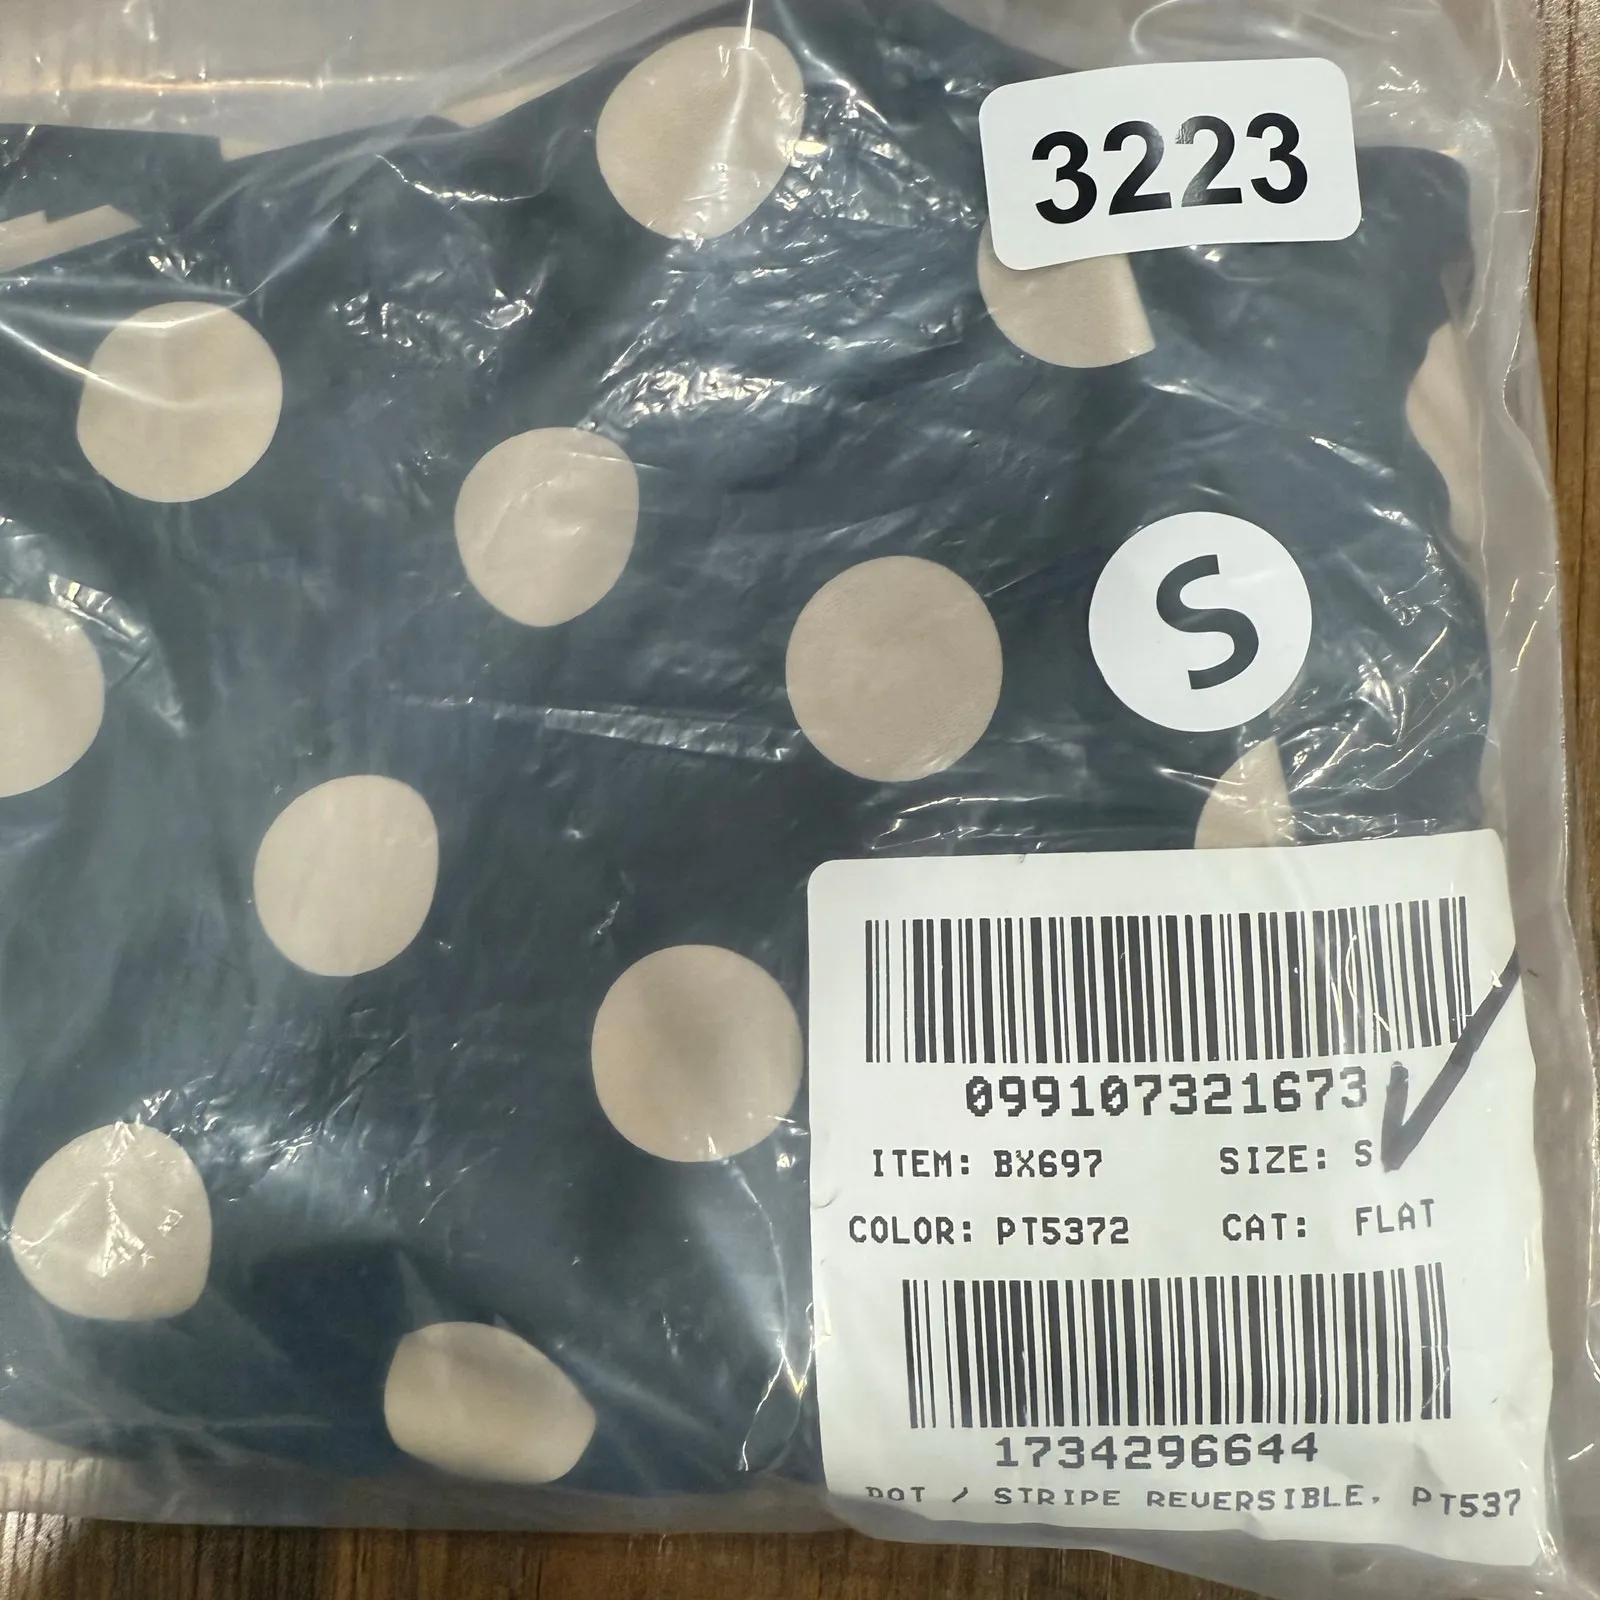 3223
S
099107321673
ITEM: BX697 SIZE: S
COLOR: PT5372 CAT: FLAT
1734296644
DOT / STRIPE REVERSIBLE, PT537